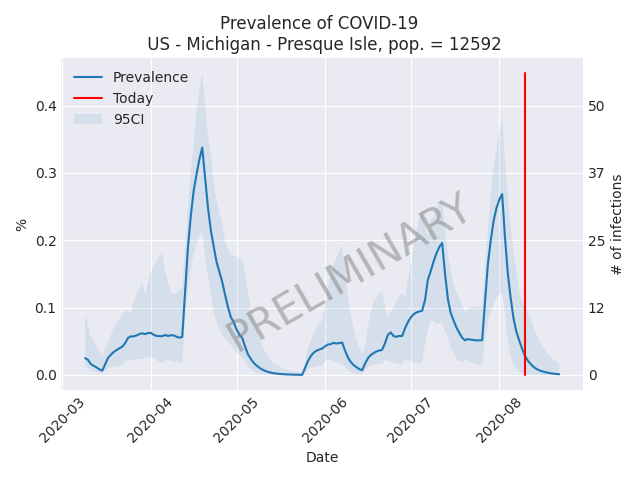 Prevalence of COVID-19
US - Michigan - Presque Isle, pop. = 12592
Prevalence
Today
95CI
0.4
0.3
0.2
0.1
0.0
%
50
37
25
12
0
# of infections
PRELIMINARY
2020-03
2020-04
2020-05
2020-06
2020-07
2020-08
Date